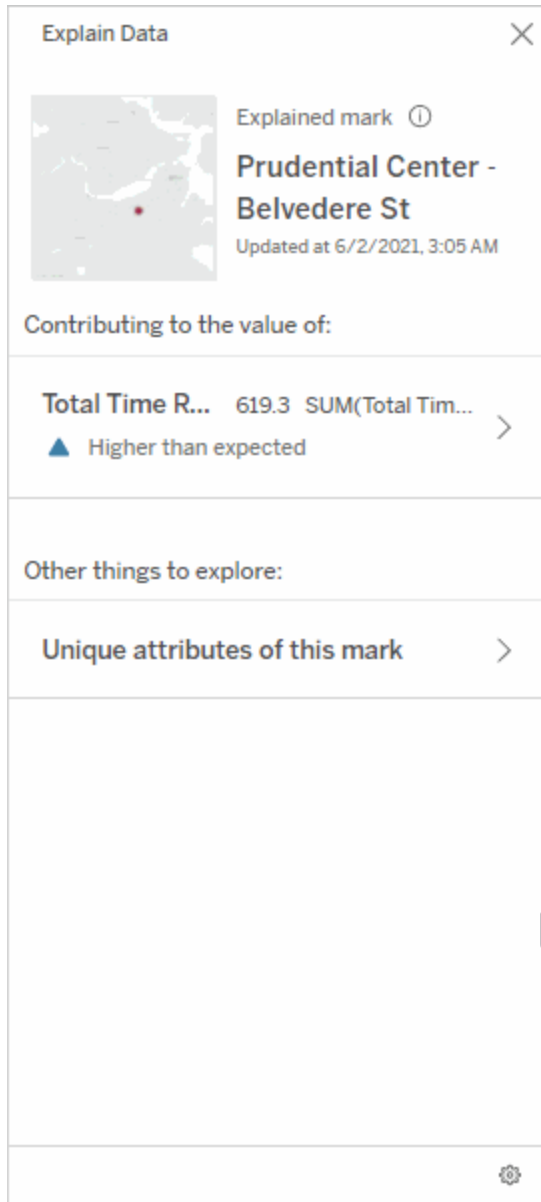 Explain Data
Explained mark
Prudential Center -
Belvedere St
Updated at 6/2/2021, 3:05 AM
Contributing to the value of:
Total Time R... 619.3 SUM(Total Tim...
Higher than expected
Other things to explore:
Unique attributes of this mark